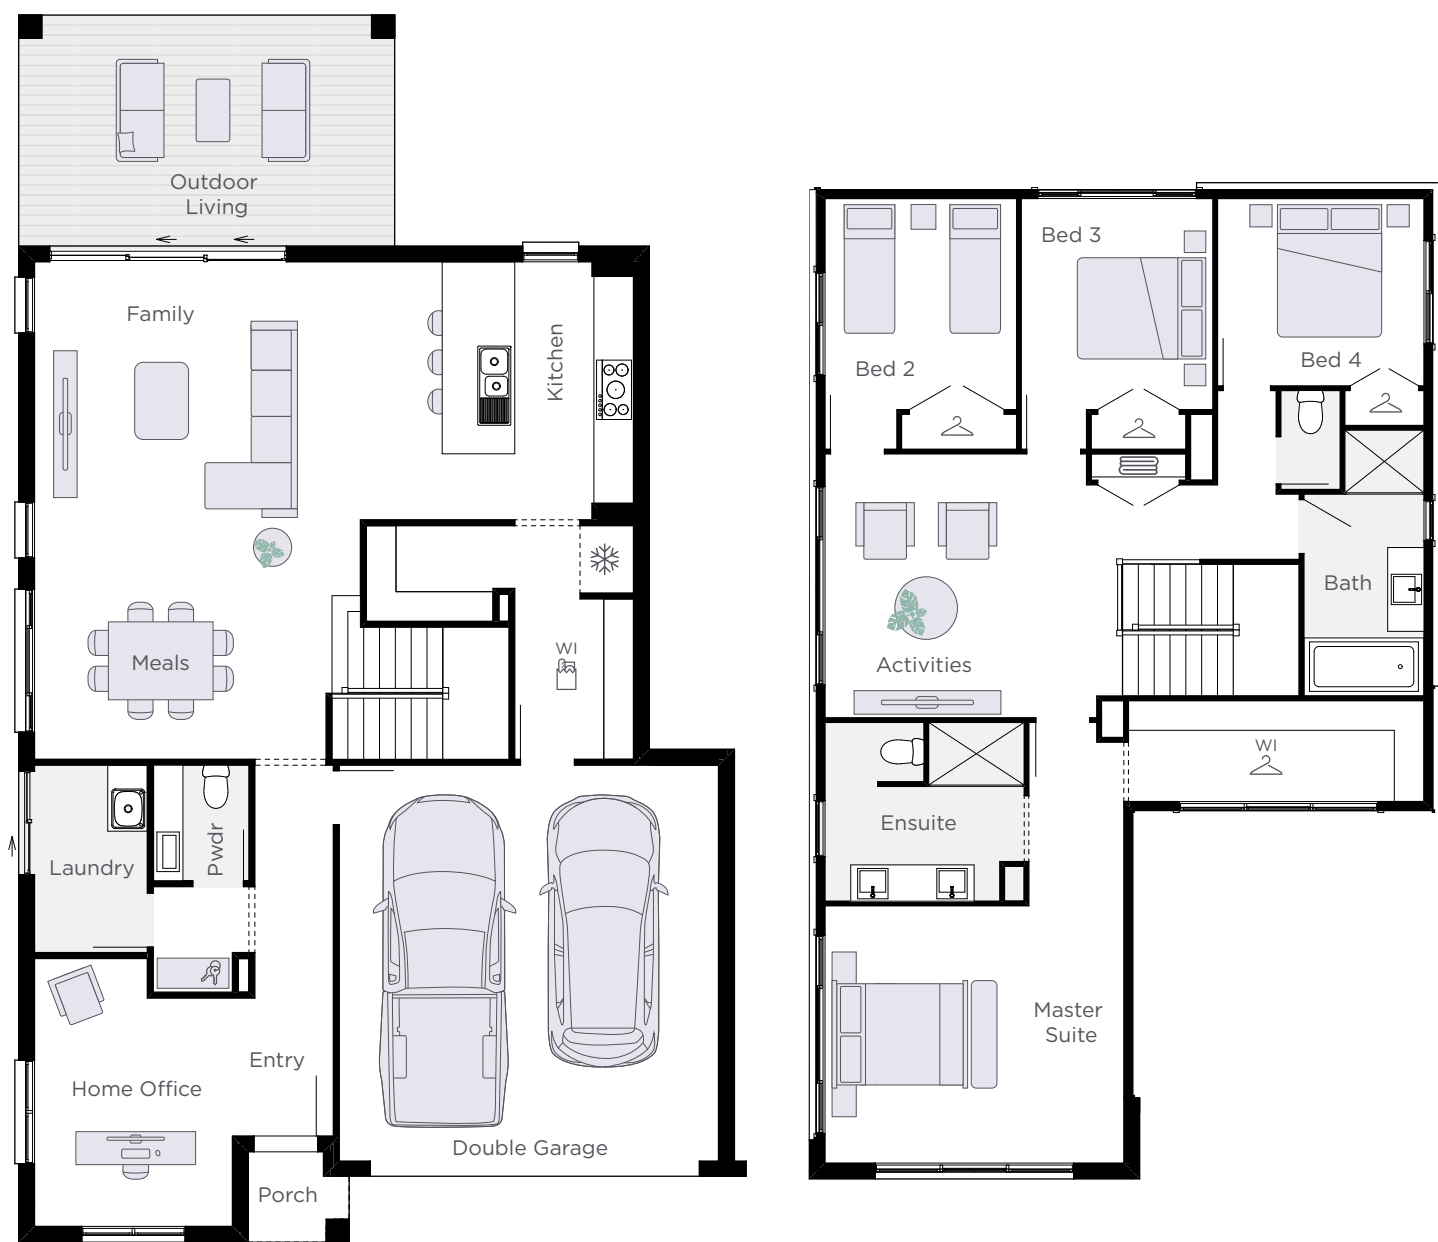 Outdoor
Living
Family
Kitchen
Meals
WI
Laundry
Pwdr
Entry
Home Office
Double Garage
Porch
Bed 2
Bed 3
Bed 4
Bath
Activities
WI
Ensuite
Master
Suite